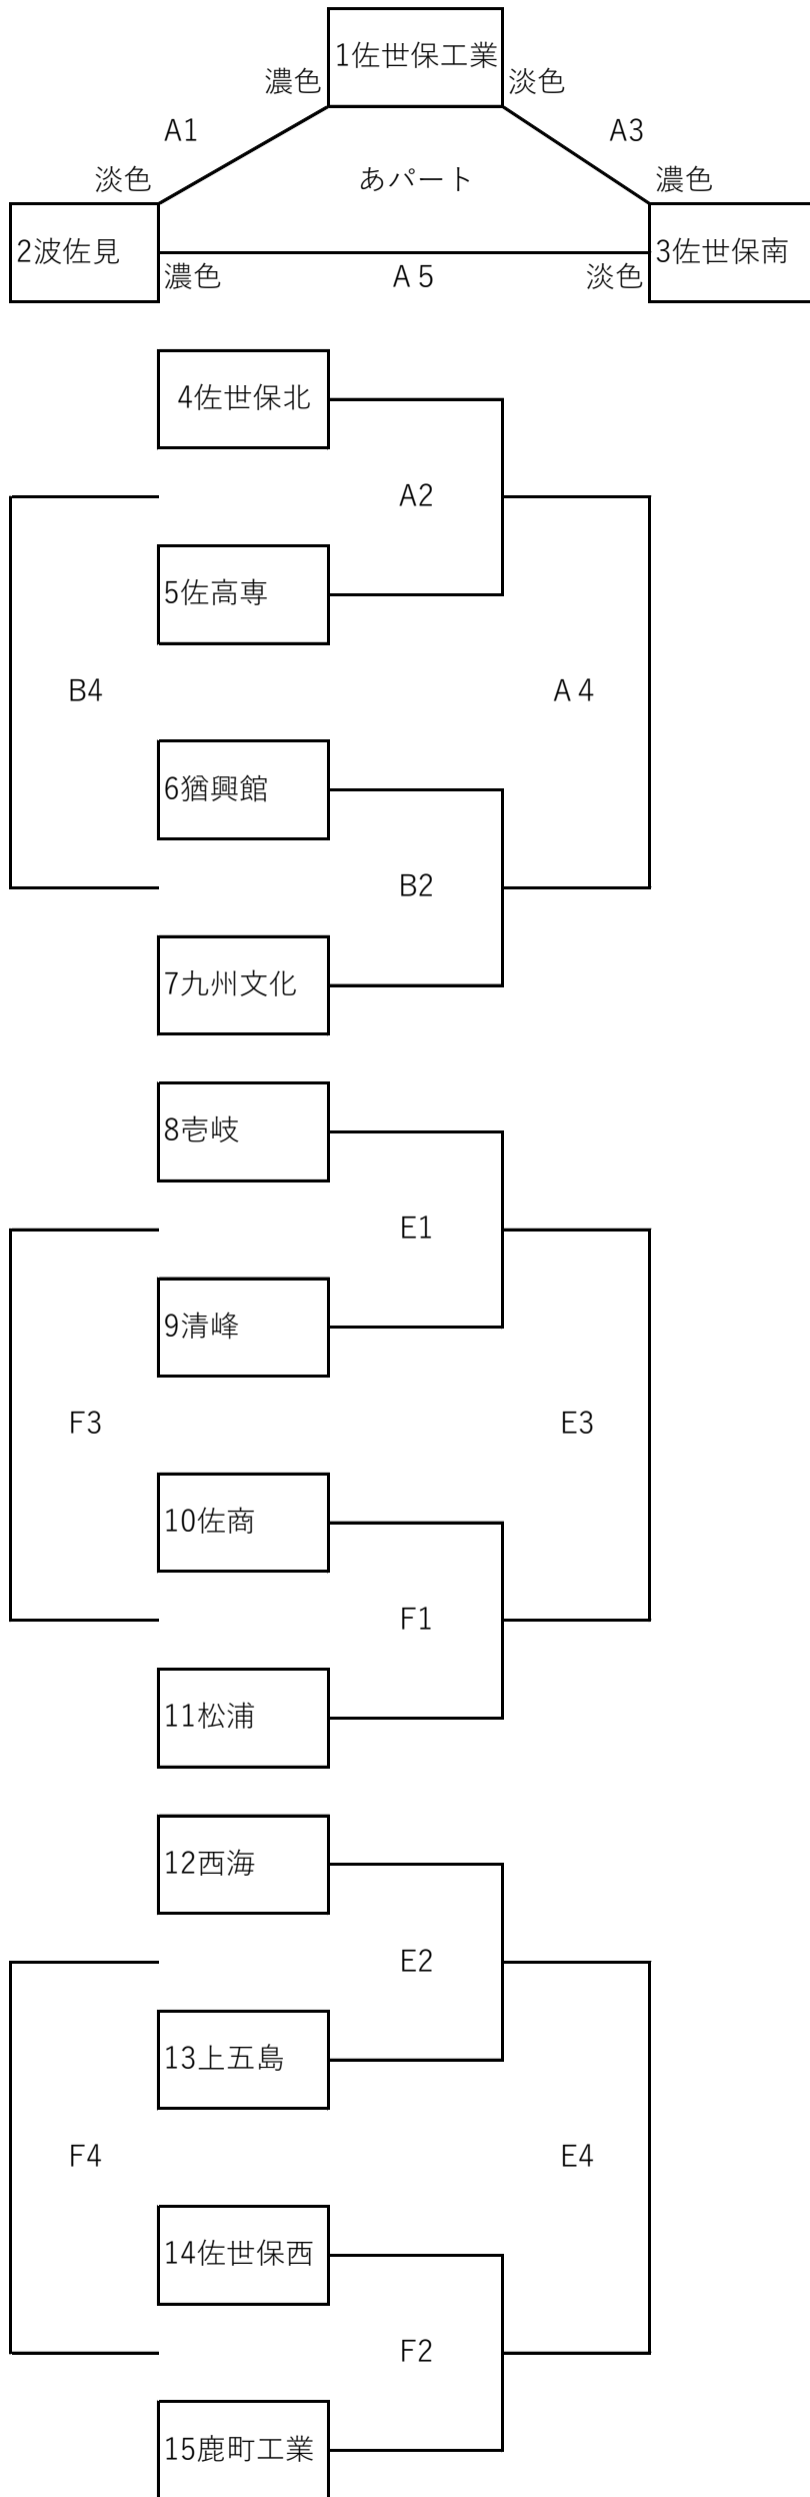 1佐世保工業
濃色
淡色
A1
A3
淡色
あパート
濃色
2波佐見
3佐世保南
濃色
A 5
淡色
4佐世保北
A2
5佐高専
B4
A 4
6猶興館
B2
7九州文化
8壱岐
E1
9清峰
F3
E3
10佐商
F1
11松浦
12西海
E2
13上五島
F4
E4
14佐世保西
F2
15鹿町工業